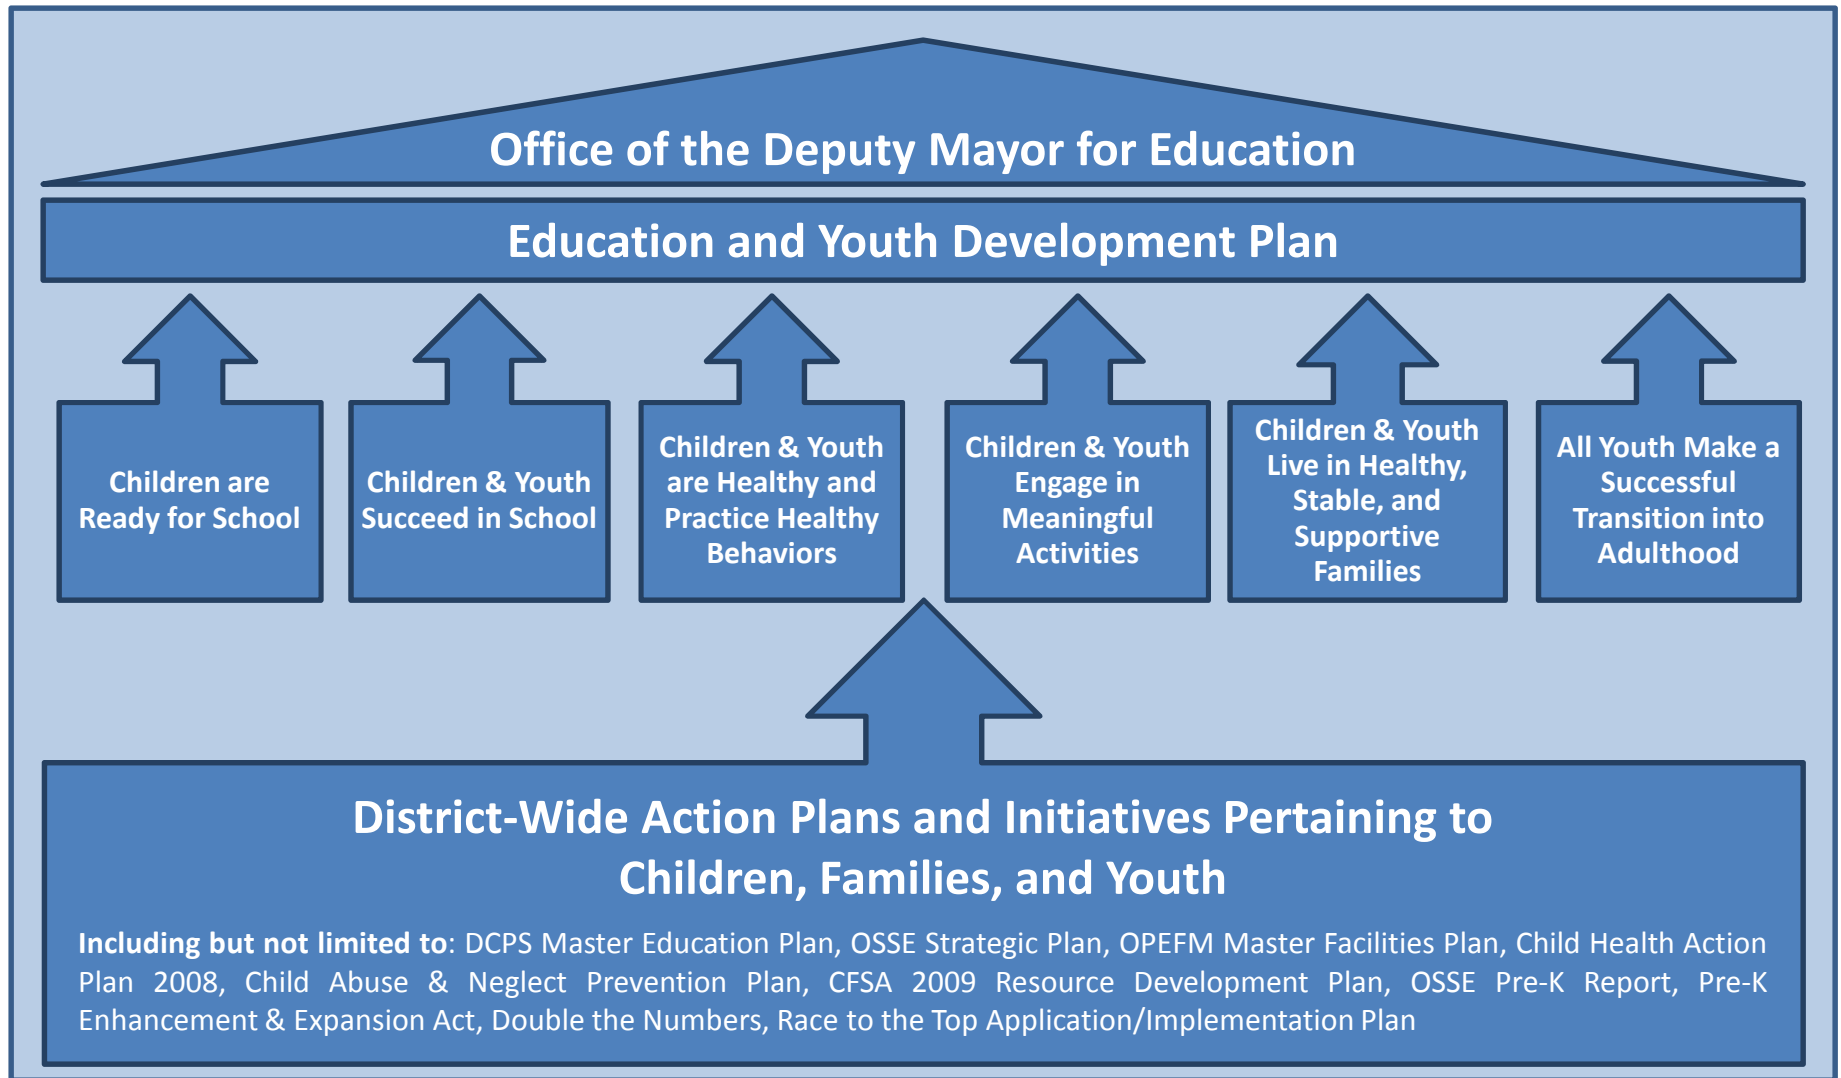 Office of the Deputy Mayor for Education
Education and Youth Development Plan
Children are
Ready for School
Children & Youth
Succeed in School
Children & Youth
are Healthy and
Practice Healthy
Behaviors
Children & Youth
Engage in
Meaningful
Activities
Children & Youth
Live in Healthy,
Stable, and
Supportive
Families
All Youth Make a
Successful
Transition into
Adulthood
District-Wide Action Plans and Initiatives Pertaining to
Children, Families, and Youth
Including but not limited to: DCPS Master Education Plan, OSSE Strategic Plan, OPEFM Master Facilities Plan, Child Health Action
Plan 2008, Child Abuse & Neglect Prevention Plan, CFSA 2009 Resource Development Plan, OSSE Pre-K Report, Pre-K
Enhancement & Expansion Act, Double the Numbers, Race to the Top Application/Implementation Plan